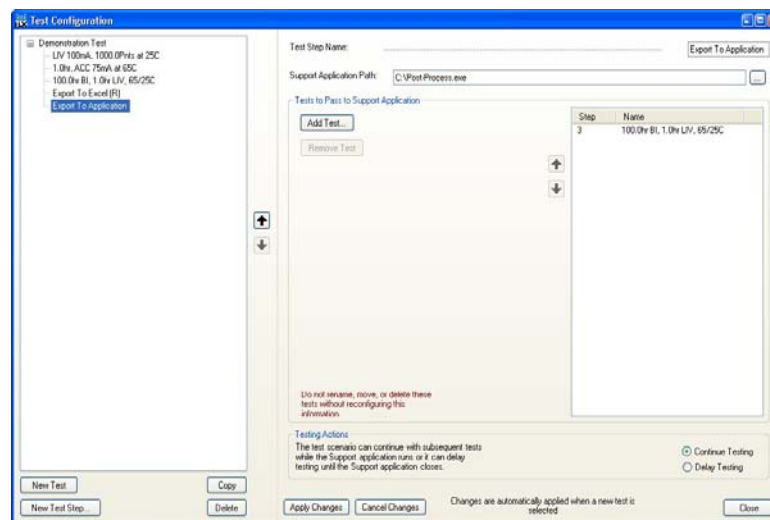 Test Configuration
Demonstration Test
LIV 100mA, 1000.0Pnts at 25C
1.0hr, ACC 75mA at 65C
100.0hr BI, 1.0hr LIV, 65/25C
Export To Excel (R)
Export To Application
New Test
Copy
New Test Step...
Delete
Test Step Name:
Export To Application
Support Application Path:
C:\Post-Process.exe
...
Tests to Pass to Support Application
Add Test...
Remove Test
Step Name
3 100.0hr BI, 1.0hr LIV, 65/25C
Do not rename, move, or delete these
tests without reconfiguring this
information.
Testing Actions
The test scenario can continue with subsequent tests
while the Support application runs or it can delay
testing until the Support application closes.
Continue Testing
Delay Testing
Apply Changes
Cancel Changes
Changes are automatically applied when a new test is
selected
Close